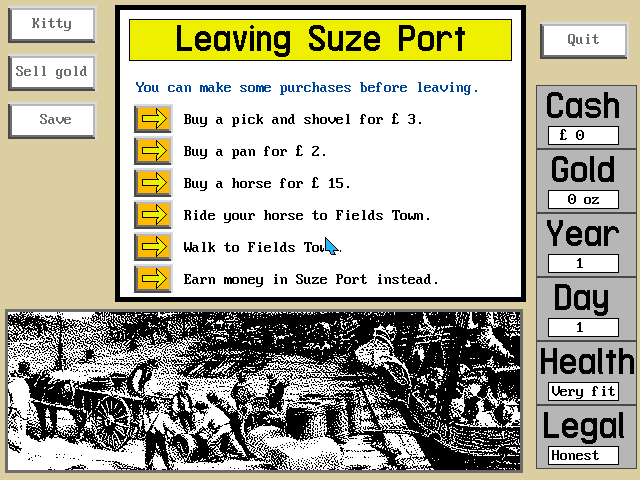 Kitty
Sell gold
Save
Leaving Suze Port
You can make some purchases before leaving.
Buy a pick and shovel for £ 3.
Buy a pan for £ 2.
Buy a horse for £ 15.
Ride your horse to Fields Town.
Walk to Fields
Earn money in Suze Port instead.
Quit
Cash
£ 0
Gold
0 oz
Year
1
Day
1
Health
Very fit
Legal
Honest